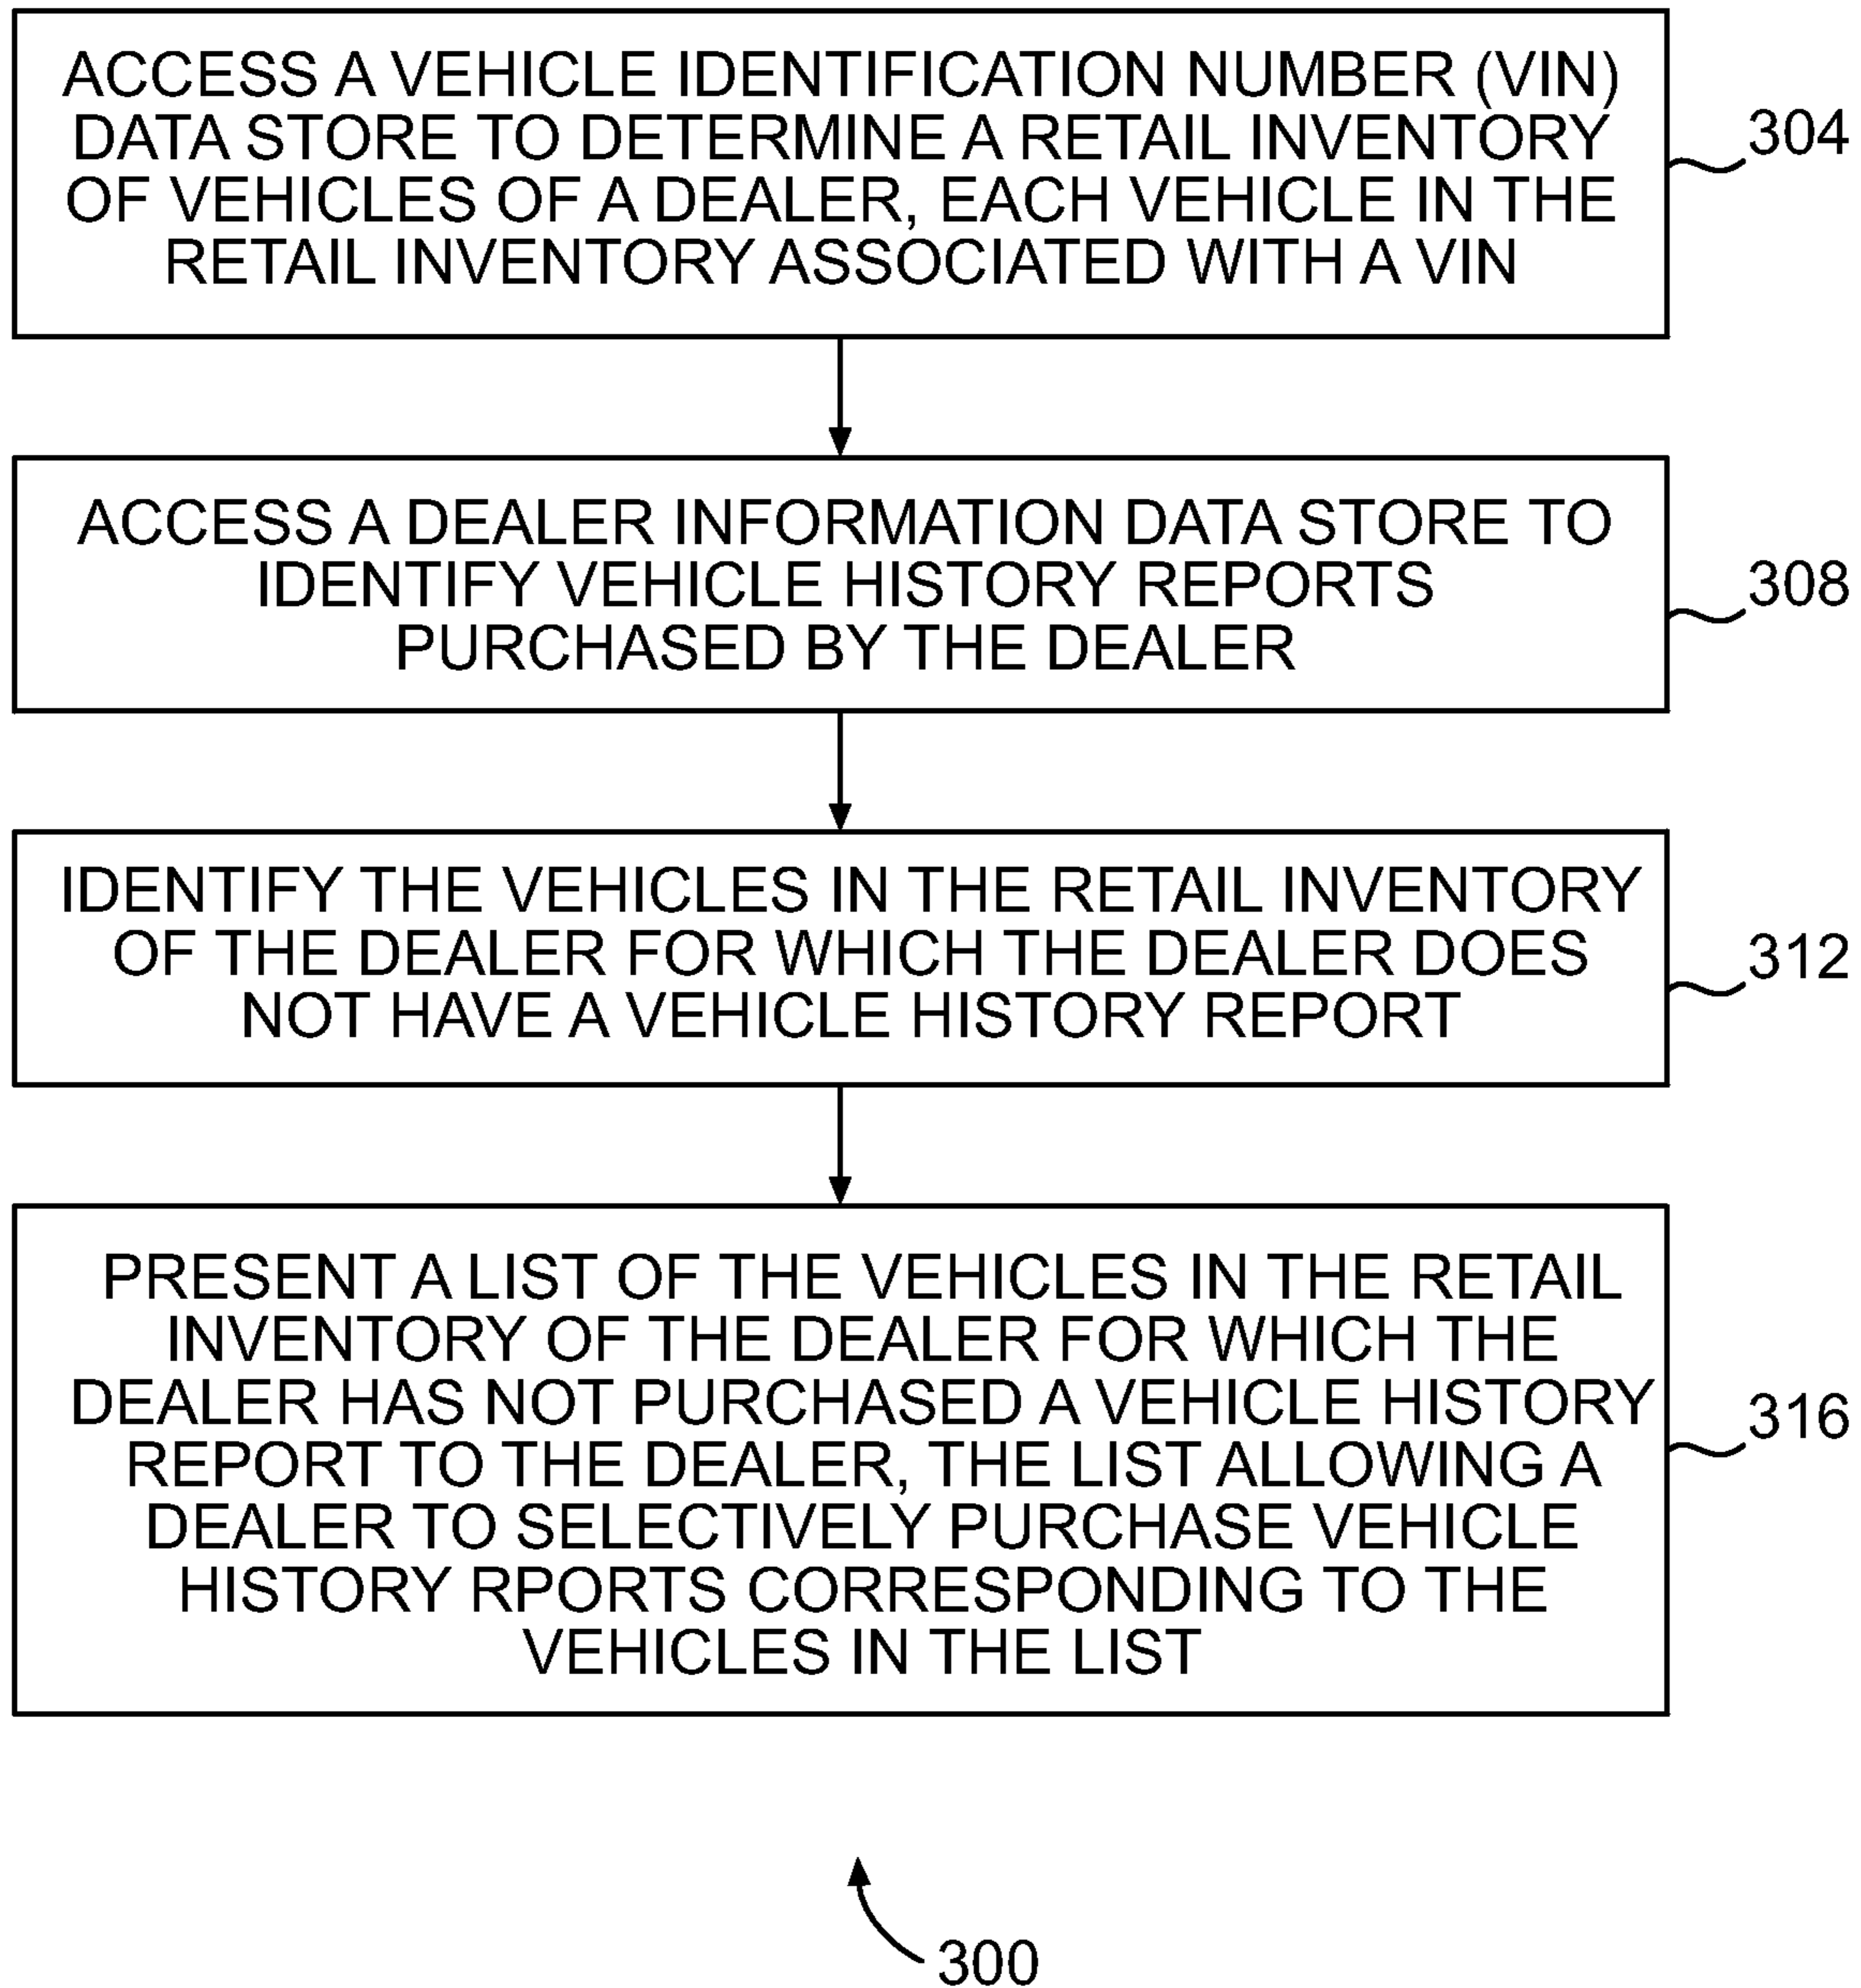 ACCESS A VEHICLE IDENTIFICATION NUMBER (VIN)
DATA STORE TO DETERMINE A RETAIL INVENTORY
OF VEHICLES OF A DEALER, EACH VEHICLE IN THE
RETAIL INVENTORY ASSOCIATED WITH A VIN
304
ACCESS A DEALER INFORMATION DATA STORE TO
IDENTIFY VEHICLE HISTORY REPORTS
PURCHASED BY THE DEALER
308
IDENTIFY THE VEHICLES IN THE RETAIL INVENTORY
OF THE DEALER FOR WHICH THE DEALER DOES
NOT HAVE A VEHICLE HISTORY REPORT
312
PRESENT A LIST OF THE VEHICLES IN THE RETAIL
INVENTORY OF THE DEALER FOR WHICH THE
DEALER HAS NOT PURCHASED A VEHICLE HISTORY
REPORT TO THE DEALER, THE LIST ALLOWING A
DEALER TO SELECTIVELY PURCHASE VEHICLE
HISTORY RPORTS CORRESPONDING TO THE
VEHICLES IN THE LIST
316
300